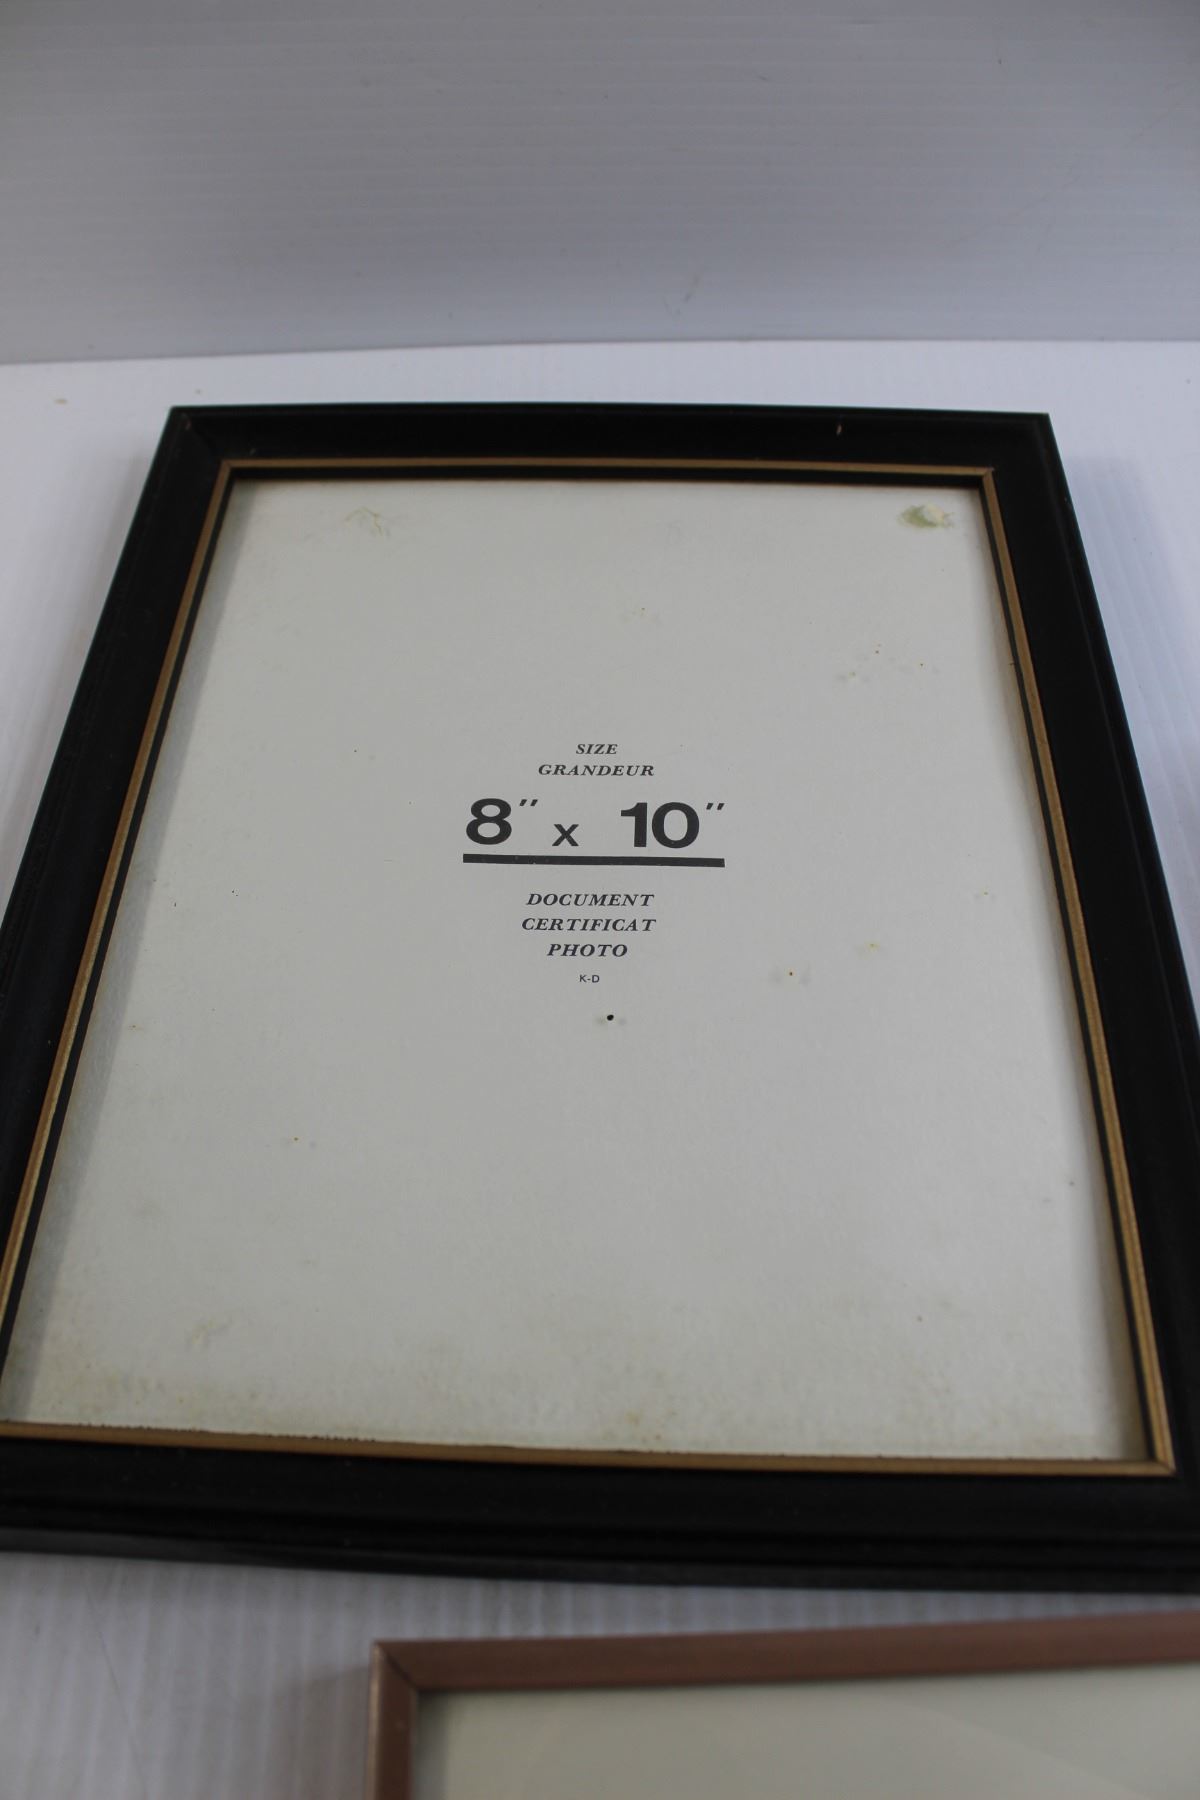 SIZE
GRANDEUR
8" x 10"
DOCUMENT
CERTIFICAT
PHOTO
K-D